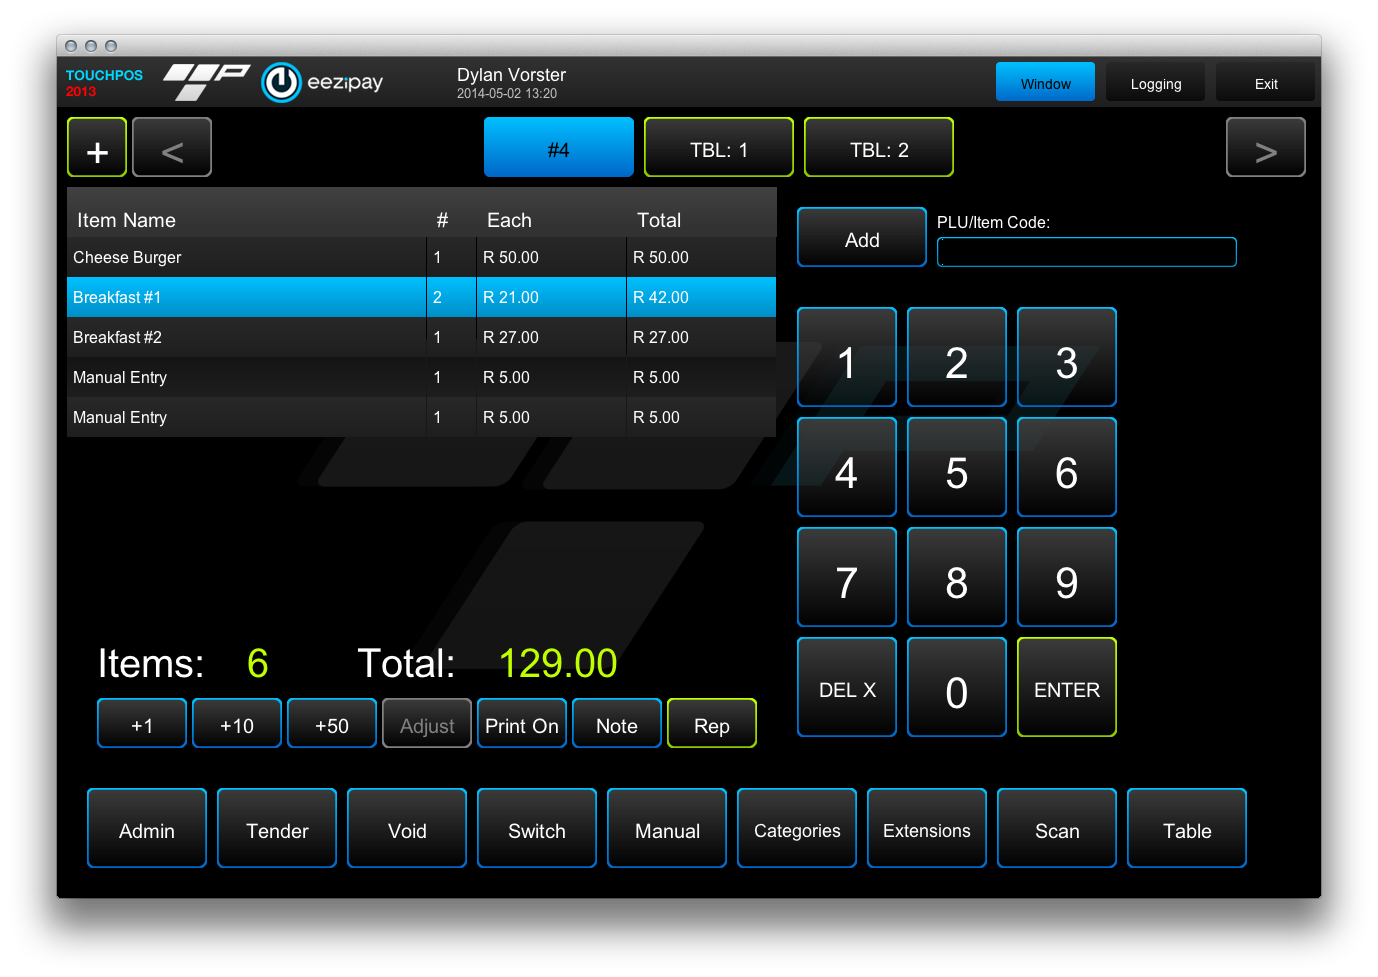 TOUCHPOS
2013
eezipay
Dylan Vorster
2014-05-02 13:20
Window Logging Exit
+ < #4 TBL: 1 TBL: 2 >
Item Name # Each Total
Cheese Burger 1 R 50.00 R 50.00
Breakfast #1 2 R 21.00 R 42.00
Breakfast #2 1 R 27.00 R 27.00
Manual Entry 1 R 5.00 R 5.00
Manual Entry 1 R 5.00 R 5.00
Items: 6 Total: 129.00
+1 +10 +50 Adjust Print On Note Rep
Add PLU/Item Code:
1 2 3
4 5 6
7 8 9
DEL X 0 ENTER
Admin Tender Void Switch Manual Categories Extensions Scan Table